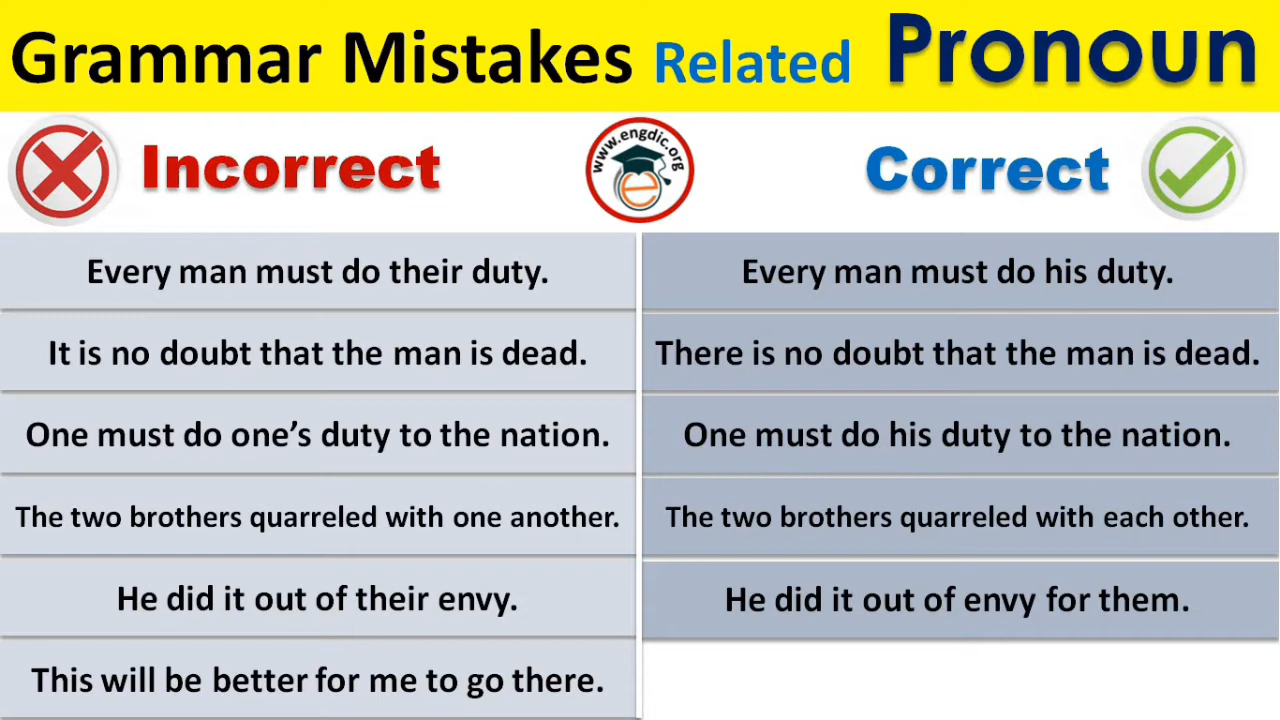 Grammar Mistakes Related Pronoun
Incorrect
www.engdic.org
e
Correct
Every man must do their duty.
Every man must do his duty.
It is no doubt that the man is dead.
There is no doubt that the man is dead.
One must do one’s duty to the nation.
One must do his duty to the nation.
The two brothers quarreled with one another.
The two brothers quarreled with each other.
He did it out of their envy.
He did it out of envy for them.
This will be better for me to go there.